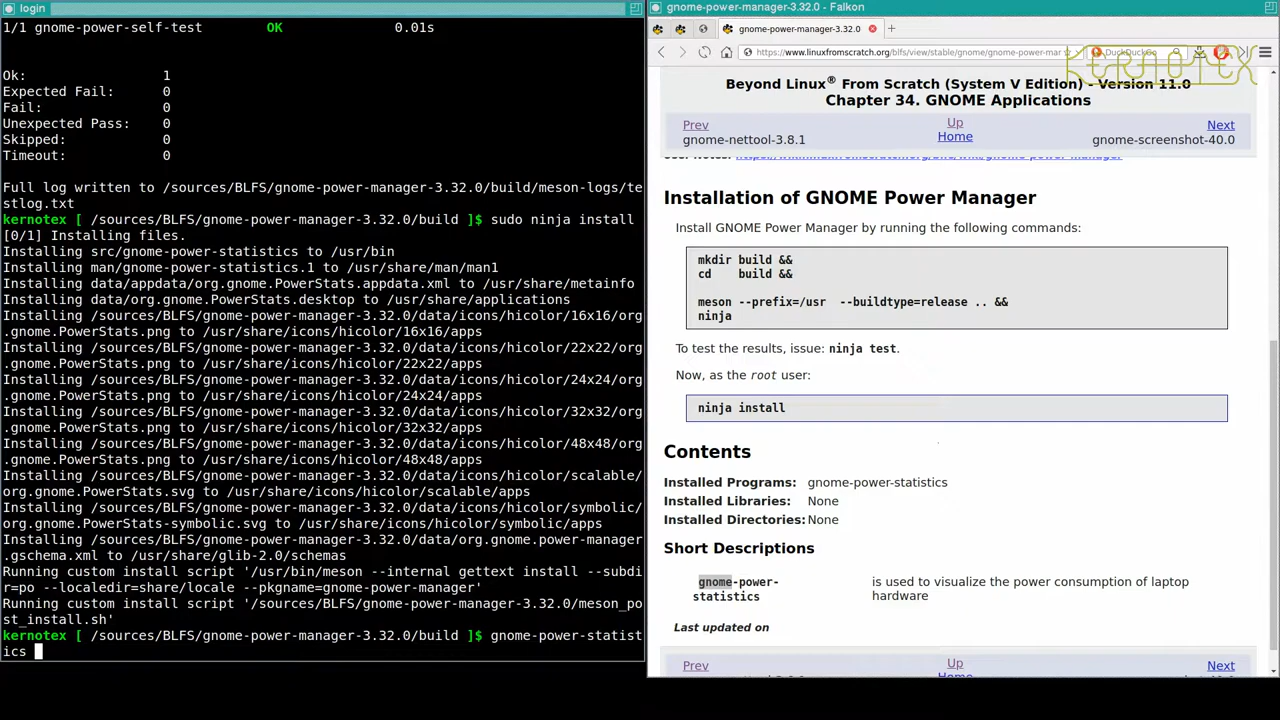 login
1/1 gnome-power-self-test OK 0.01s
Ok: 1
Expected Fail: 0
Fail: 0
Unexpected Pass: 0
Skipped: 0
Timeout: 0
Full log written to /sources/BLFS/gnome-power-manager-3.32.0/build/meson-logs/te
stlog.txt
kernotex [ /sources/BLFS/gnome-power-manager-3.32.0/build ]$ sudo ninja install
[0/1] Installing files.
Installing src/gnome-power-statistics to /usr/bin
Installing man/gnome-power-statistics.1 to /usr/share/man/man1
Installing data/appdata/org.gnome.PowerStats.appdata.xml to /usr/share/metainfo
Installing data/org.gnome.PowerStats.desktop to /usr/share/applications
Installing /sources/BLFS/gnome-power-manager-3.32.0/data/icons/hicolor/16x16/org
.gnome.PowerStats.png to /usr/share/icons/hicolor/16x16/apps
Installing /sources/BLFS/gnome-power-manager-3.32.0/data/icons/hicolor/22x22/org
.gnome.PowerStats.png to /usr/share/icons/hicolor/22x22/apps
Installing /sources/BLFS/gnome-power-manager-3.32.0/data/icons/hicolor/24x24/org
.gnome.PowerStats.png to /usr/share/icons/hicolor/24x24/apps
Installing /sources/BLFS/gnome-power-manager-3.32.0/data/icons/hicolor/32x32/org
.gnome.PowerStats.png to /usr/share/icons/hicolor/32x32/apps
Installing /sources/BLFS/gnome-power-manager-3.32.0/data/icons/hicolor/48x48/org
.gnome.PowerStats.png to /usr/share/icons/hicolor/48x48/apps
Installing /sources/BLFS/gnome-power-manager-3.32.0/data/icons/hicolor/scalable/
org.gnome.PowerStats.svg to /usr/share/icons/hicolor/scalable/apps
Installing /sources/BLFS/gnome-power-manager-3.32.0/data/icons/hicolor/symbolic/
org.gnome.PowerStats-symbolic.svg to /usr/share/icons/hicolor/symbolic/apps
Installing /sources/BLFS/gnome-power-manager-3.32.0/data/org.gnome.power-manager
.gschema.xml to /usr/share/glib-2.0/schemas
Running custom install script '/usr/bin/meson --internal gettext install --subdi
r=po --localedir=share/locale --pkgname=gnome-power-manager'
Running custom install script '/sources/BLFS/gnome-power-manager-3.32.0/meson_po
st_install.sh'
kernotex [ /sources/BLFS/gnome-power-manager-3.32.0/build ]$ gnome-power-statist
ics
gnome-power-manager-3.32.0 - Falkon
gnome-power-manager-3.32.0
https://www.linuxfromscratch.org/blfs/view/stable/gnome/gnome-power-mar
DuckDuckGo
KERNOTEX
Beyond Linux® From Scratch (System V Edition) - Version 11.0
Chapter 34. GNOME Applications
Prev Up Next
gnome-nettool-3.8.1 Home gnome-screenshot-40.0
Installation of GNOME Power Manager
Install GNOME Power Manager by running the following commands:
mkdir build &&
cd build &&
meson --prefix=/usr --buildtype=release .. &&
ninja
To test the results, issue: ninja test.
Now, as the root user:
ninja install
Contents
Installed Programs: gnome-power-statistics
Installed Libraries: None
Installed Directories: None
Short Descriptions
gnome-power- is used to visualize the power consumption of laptop
statistics hardware
Last updated on
Prev Up Next
Home